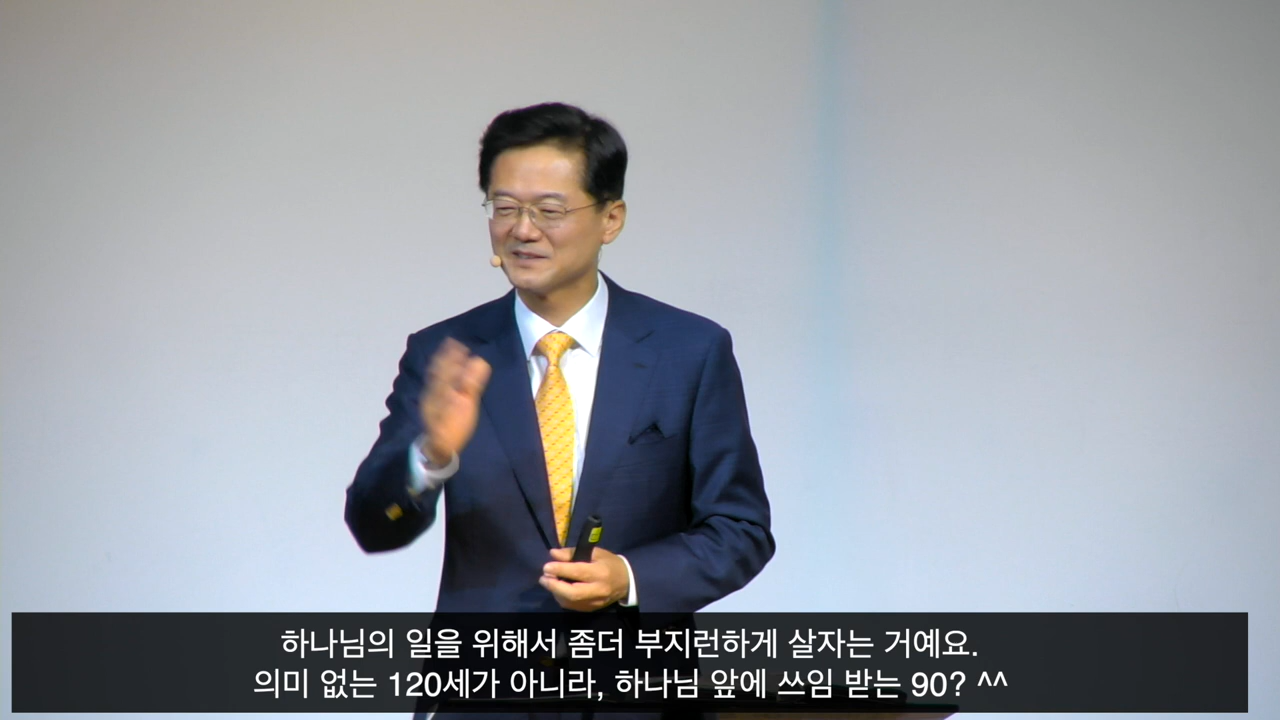 하나님의 일을 위해서 좀더 부지런하게 살자는 거예요.
의미 없는 120세가 아니라, 하나님 앞에 쓰임 받는 90? ^^